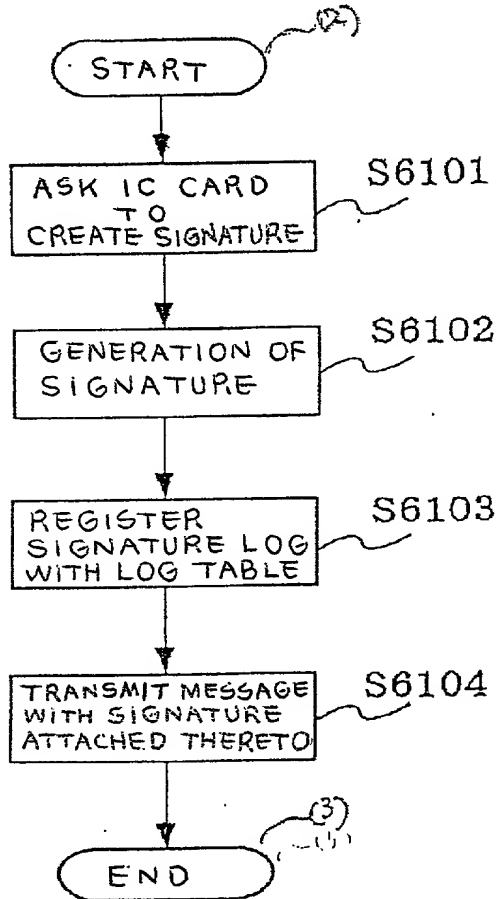 START
ASK IC CARD
TO
CREATE SIGNATURE
S6101
GENERATION OF
SIGNATURE
S6102
REGISTER
SIGNATURE LOG
WITH LOG TABLE
S6103
TRANSMIT MESSAGE
WITH SIGNATURE
ATTACHED THERETO
S6104
(3)
END